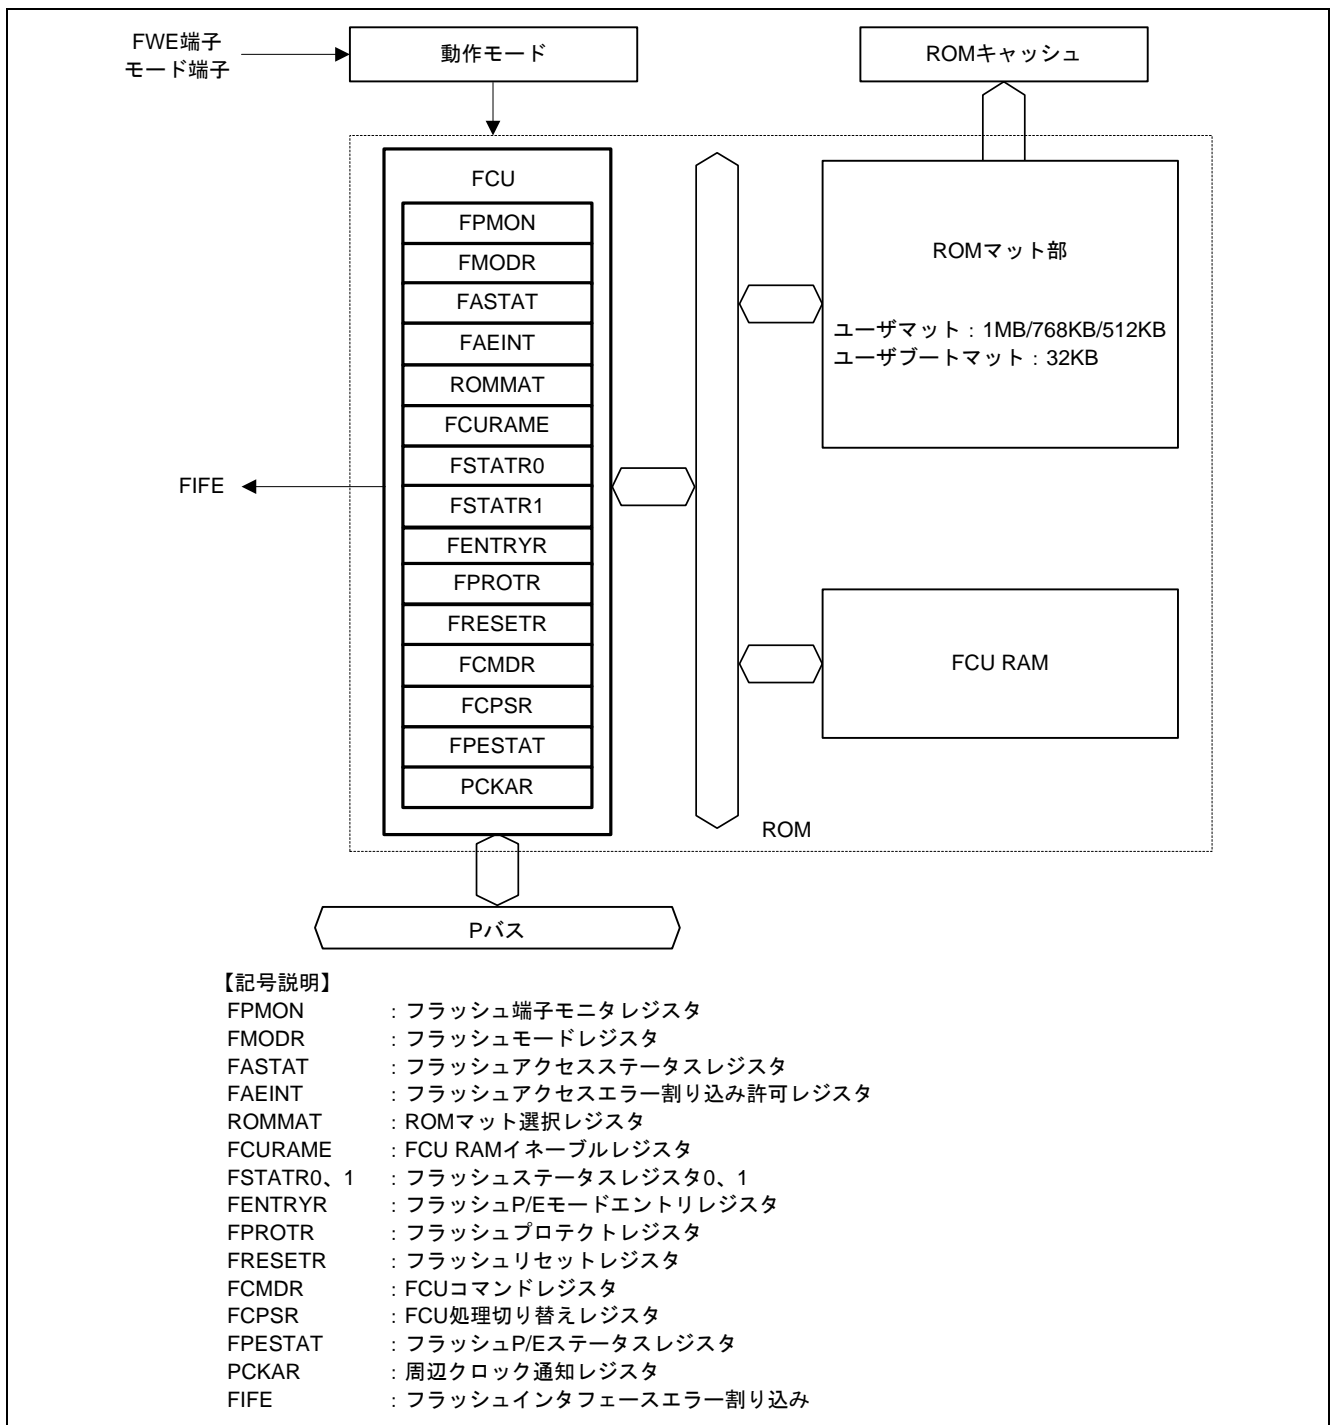 FWE端子
モード端子
動作モード
ROMキャッシュ
FCU
FPMON
FMODR
FASTAT
FAEINT
ROMMAT
FCURAME
FSTATR0
FSTATR1
FENTRYR
FPROTR
FRESETR
FCMDR
FCPSR
FPESTAT
PCKAR
FIFE
ROMマット部
ユーザマット：1MB/768KB/512KB
ユーザブートマット：32KB
FCU RAM
ROM
Pバス
【記号説明】
FPMON ：フラッシュ端子モニタレジスタ
FMODR ：フラッシュモードレジスタ
FASTAT ：フラッシュアクセスステータスレジスタ
FAEINT ：フラッシュアクセスエラー割り込み許可レジスタ
ROMMAT ：ROMマット選択レジスタ
FCURAME ：FCU RAMイネーブルレジスタ
FSTATR0、1 ：フラッシュステータスレジスタ0、1
FENTRYR ：フラッシュP/Eモードエントリレジスタ
FPROTR ：フラッシュプロテクトレジスタ
FRESETR ：フラッシュリセットレジスタ
FCMDR ：FCUコマンドレジスタ
FCPSR ：FCU処理切り替えレジスタ
FPESTAT ：フラッシュP/Eステータスレジスタ
PCKAR ：周辺クロック通知レジスタ
FIFE ：フラッシュインタフェースエラー割り込み